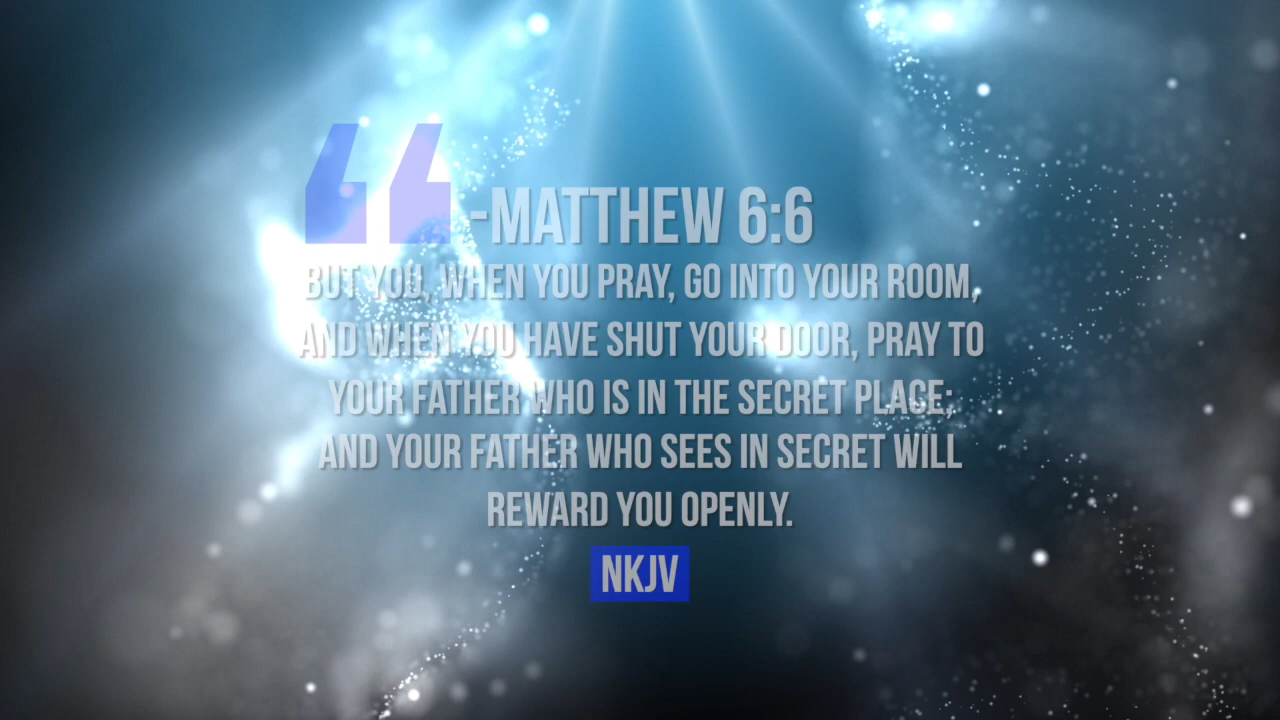 “ -MATTHEW 6:6
BUT YOU, WHEN YOU PRAY, GO INTO YOUR ROOM,
AND WHEN YOU HAVE SHUT YOUR DOOR, PRAY TO
YOUR FATHER WHO IS IN THE SECRET PLACE;
AND YOUR FATHER WHO SEES IN SECRET WILL
REWARD YOU OPENLY.
NKJV